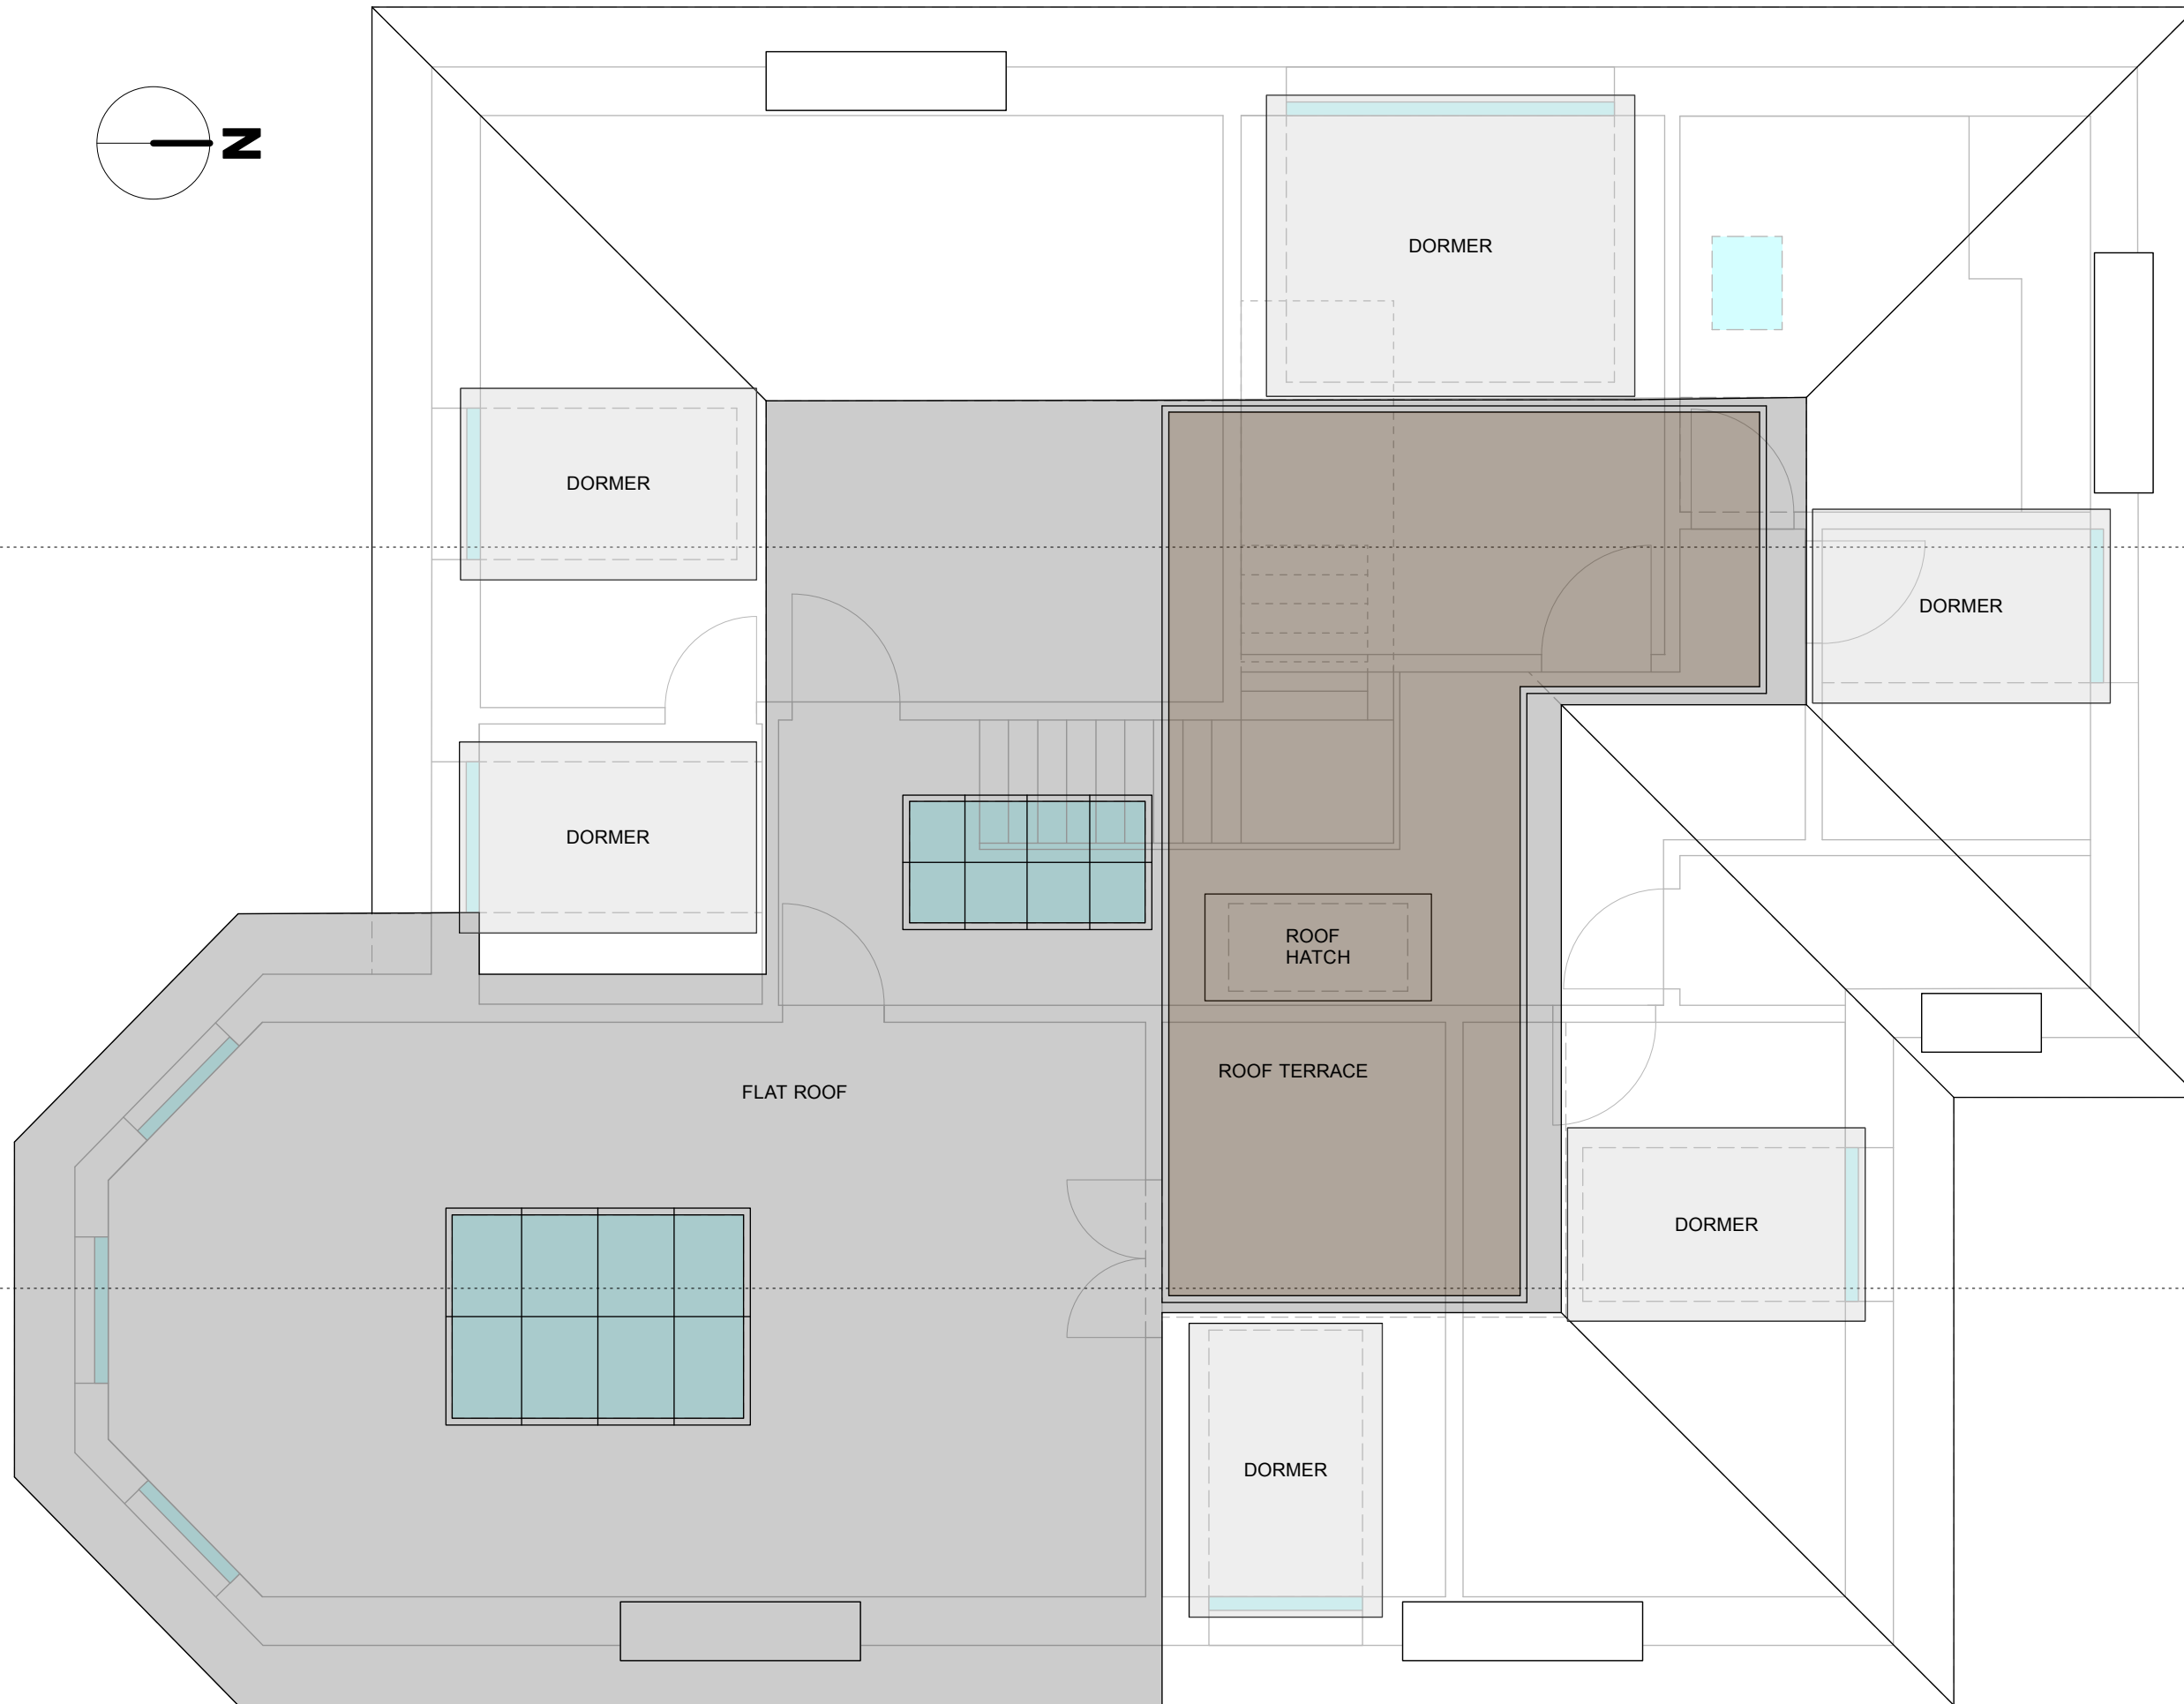 N
DORMER
DORMER
DORMER
DORMER
ROOF
HATCH
ROOF TERRACE
FLAT ROOF
DORMER
DORMER